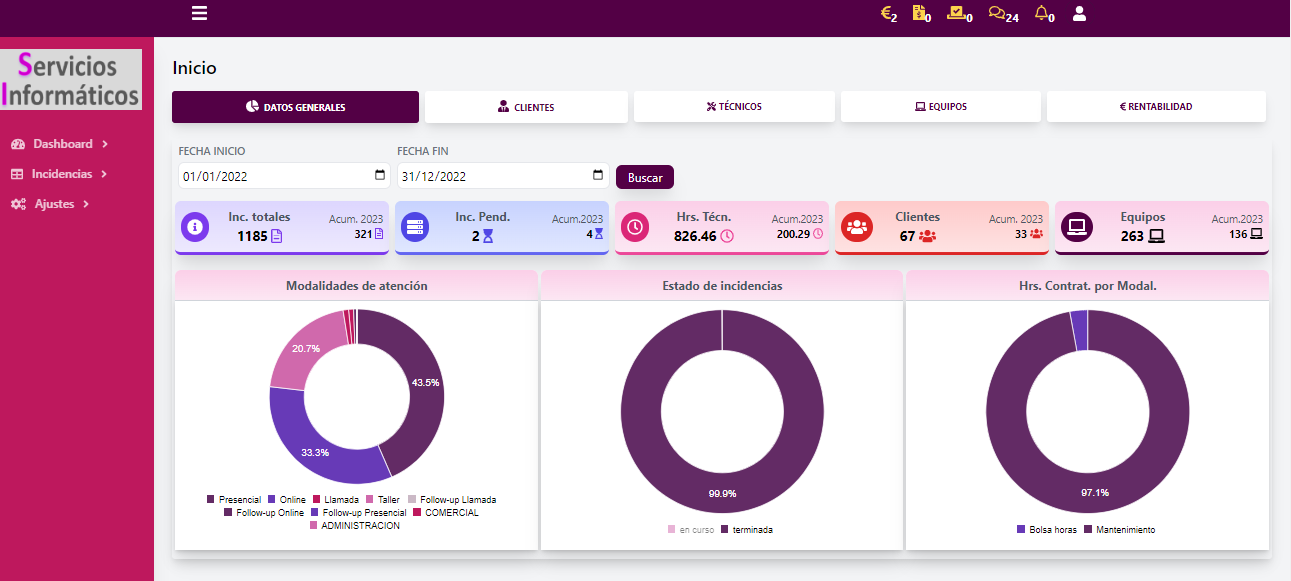 2 0 0 24 0
Servicios
Informáticos
Dashboard
Incidencias
Ajustes
Inicio
DATOS GENERALES
CLIENTES
TÉCNICOS
EQUIPOS
€ RENTABILIDAD
FECHA INICIO
FECHA FIN
01/01/2022
31/12/2022
Buscar
Inc. totales
Acum. 2023
1185
321
Inc. Pend.
Acum.2023
2
4
Hrs. Técn.
Acum.2023
826.46
200.29
Clientes
Acum. 2023
67
33
Equipos
Acum.2023
263
136
Modalidades de atención
20.7%
43.5%
33.3%
Presencial Online Llamada Taller Follow-up Llamada
Follow-up Online Follow-up Presencial COMERCIAL
ADMINISTRACION
Estado de incidencias
99.9%
en curso terminada
Hrs. Contrat. por Modal.
97.1%
Bolsa horas Mantenimiento